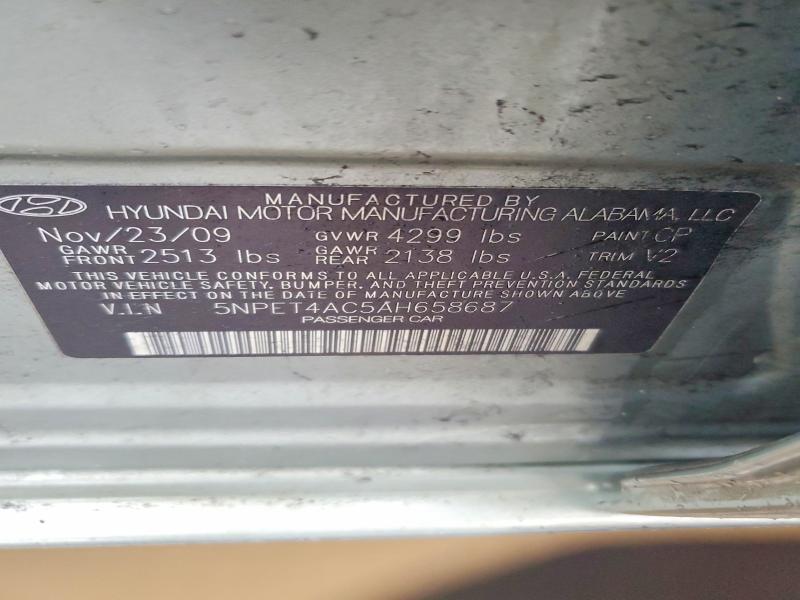 MANUFACTURED BY
HYUNDAI MOTOR MANUFACTURING ALABAMA, LLC
Nov/23/09 GVWR 4299 lbs PAINT CP
GAWR FRONT 2513 lbs GAWR REAR 2138 lbs TRIM V2
THIS VEHICLE CONFORMS TO ALL APPLICABLE U.S.A. FEDERAL
MOTOR VEHICLE SAFETY, BUMPER, AND THEFT PREVENTION STANDARDS
IN EFFECT ON THE DATE OF MANUFACTURE SHOWN ABOVE.
V.I.N 5NPET4AC5AH658687
PASSENGER CAR